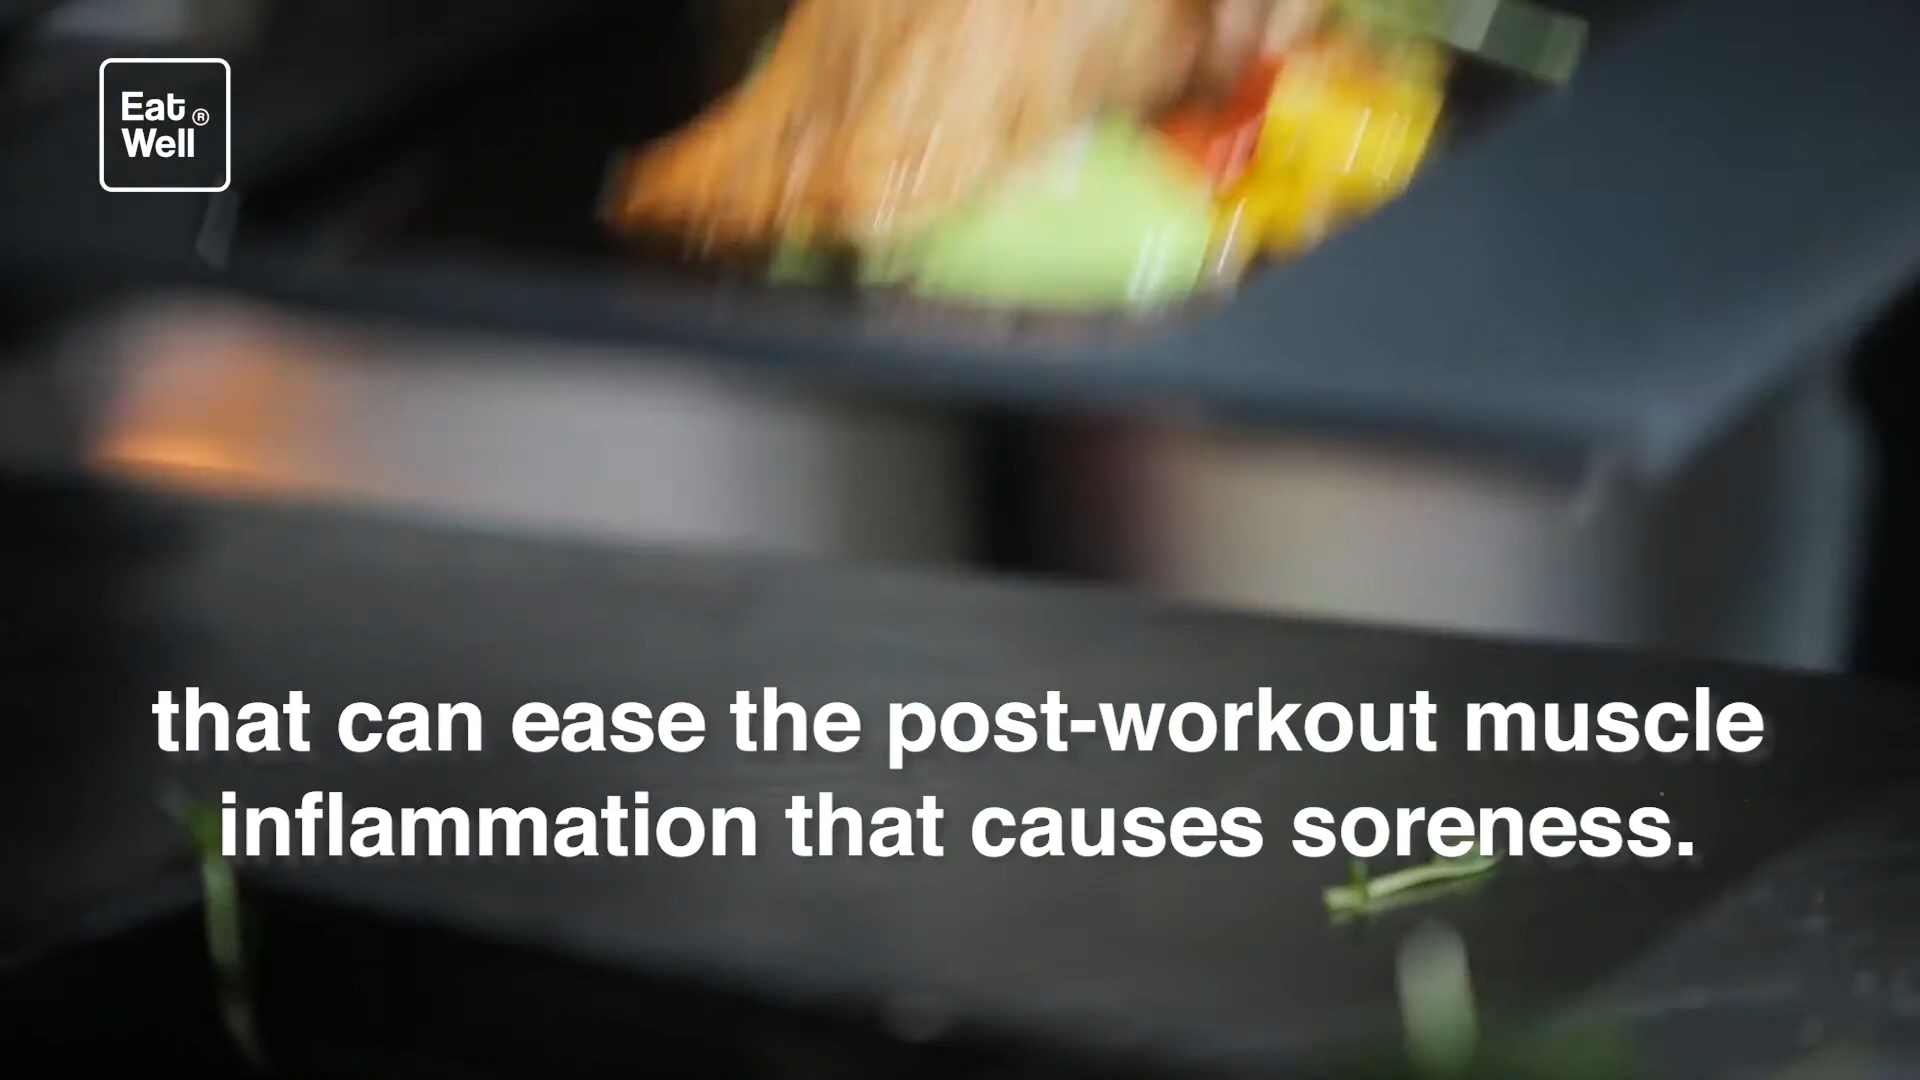 Eat ®
Well
that can ease the post-workout muscle
inflammation that causes soreness.